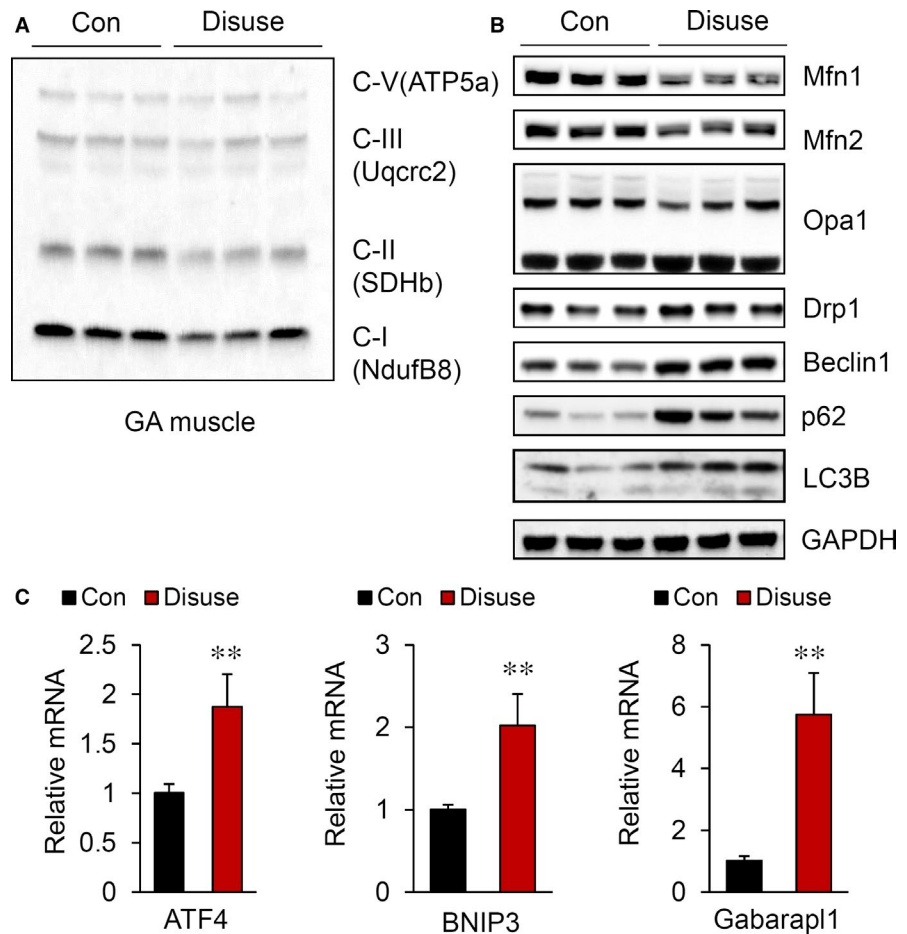 A
Con Disuse
C-V(ATP5a)
C-III
(Uqcrc2)
C-II
(SDHb)
C-I
(NdufB8)
GA muscle
B
Con Disuse
Mfn1
Mfn2
Opa1
Drp1
Beclin1
p62
LC3B
GAPDH
C
Con Disuse
Relative mRNA
2.5
2
1.5
1
0.5
0
**
ATF4
Con Disuse
Relative mRNA
3
2
1
0
**
BNIP3
Con Disuse
Relative mRNA
8
6
4
2
0
**
Gabarapl1